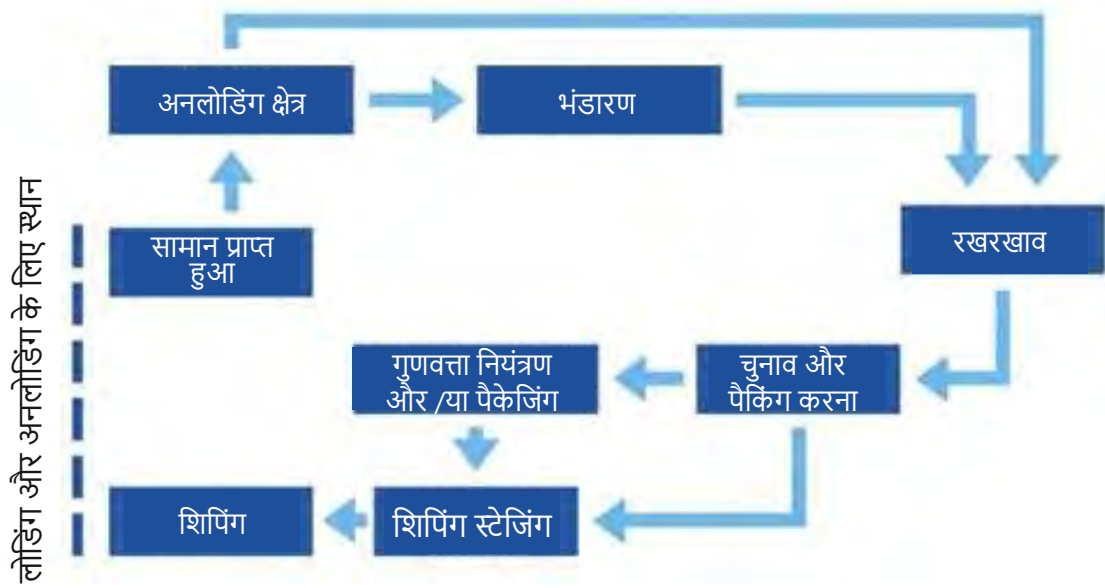 अनलोडिंग क्षेत्र
भंडारण
लोडिंग और अनलोडिंग के लिए स्थान
सामान प्राप्त
हुआ
रखरखाव
गुणवत्ता नियंत्रण
और /या पैकेजिंग
चुनाव और
पैकिंग करना
शिपिंग
शिपिंग स्टेजिंग